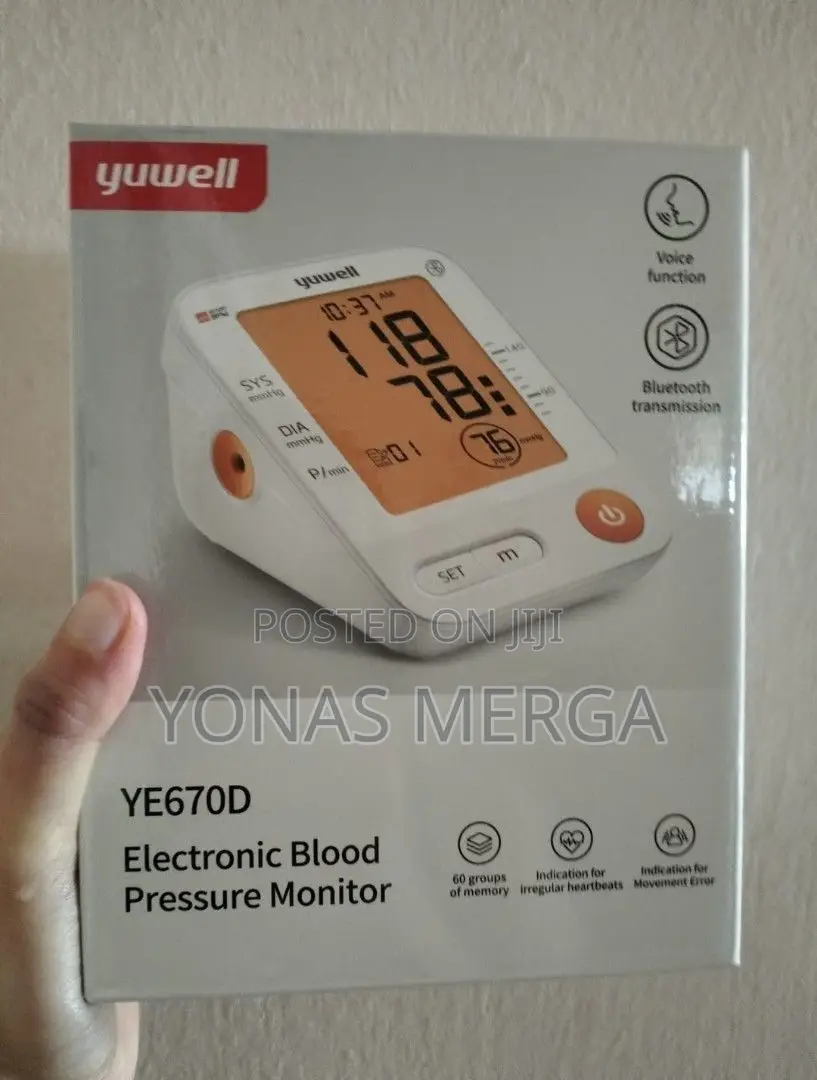 yuwell
Voice
function
Bluetooth
transmission
yuwell
10:37 AM
118
78
SYS
mmHg
DIA
mmHg
P/min
01
76
140
90
SET
m
POSTED ON JIJI
YONAS MERGA
YE670D
Electronic Blood
Pressure Monitor
60 groups
of memory
Indication for
irregular heartbeats
Indication for
Movement Error